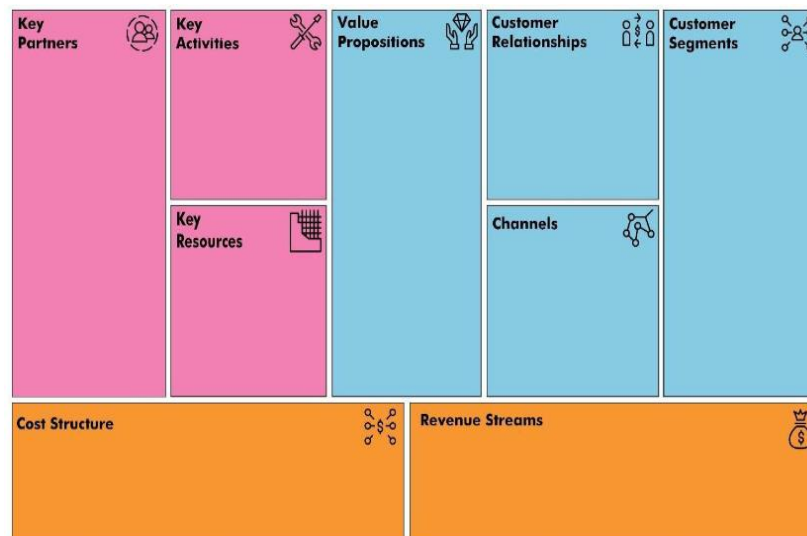 Key
Partners
Key
Activities
Value
Propositions
Customer
Relationships
Customer
Segments
Key
Resources
Channels
Cost Structure
Revenue Streams